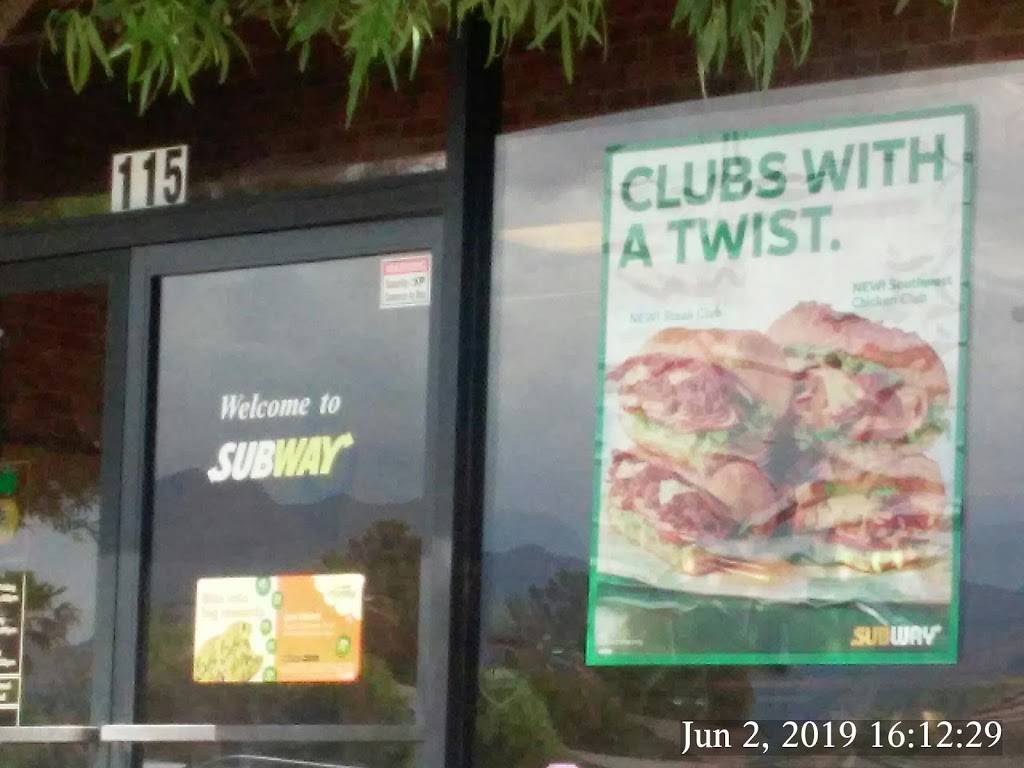 115
Welcome to
SUBWAY
CLUBS WITH
A TWIST.
NEW! Steak Club
NEW! Southwest
Chicken Club
SUBWAY
Jun 2, 2019 16:12:29